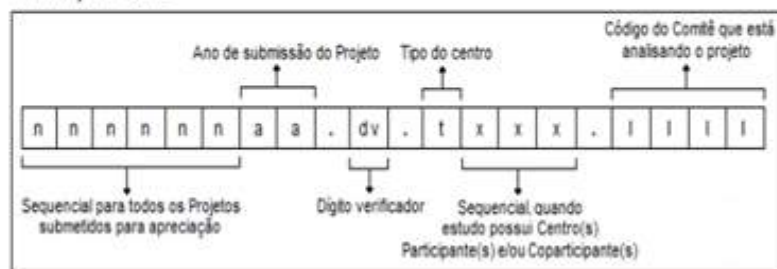 Ano de submissão do Projeto
Tipo do centro
Código do Comitê que está
analisando o projeto
n n n n n n a a . dv . t x x x . l l l l
Sequencial para todos os Projetos
submetidos para apreciação
Dígito verificador
Sequencial, quando
estudo possui Centro(s)
Participante(s) e/ou Coparticipante(s)